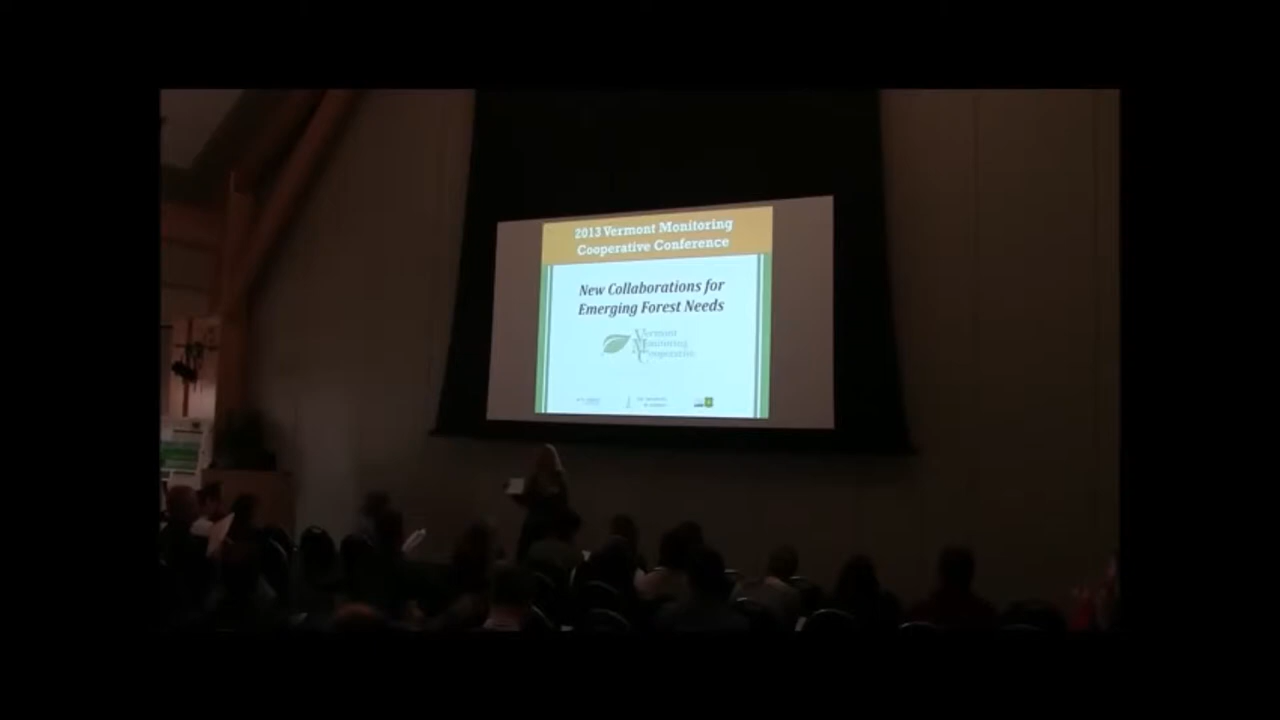 2013 Vermont Monitoring
Cooperative Conference
New Collaborations for
Emerging Forest Needs
Vermont
Monitoring
Cooperative